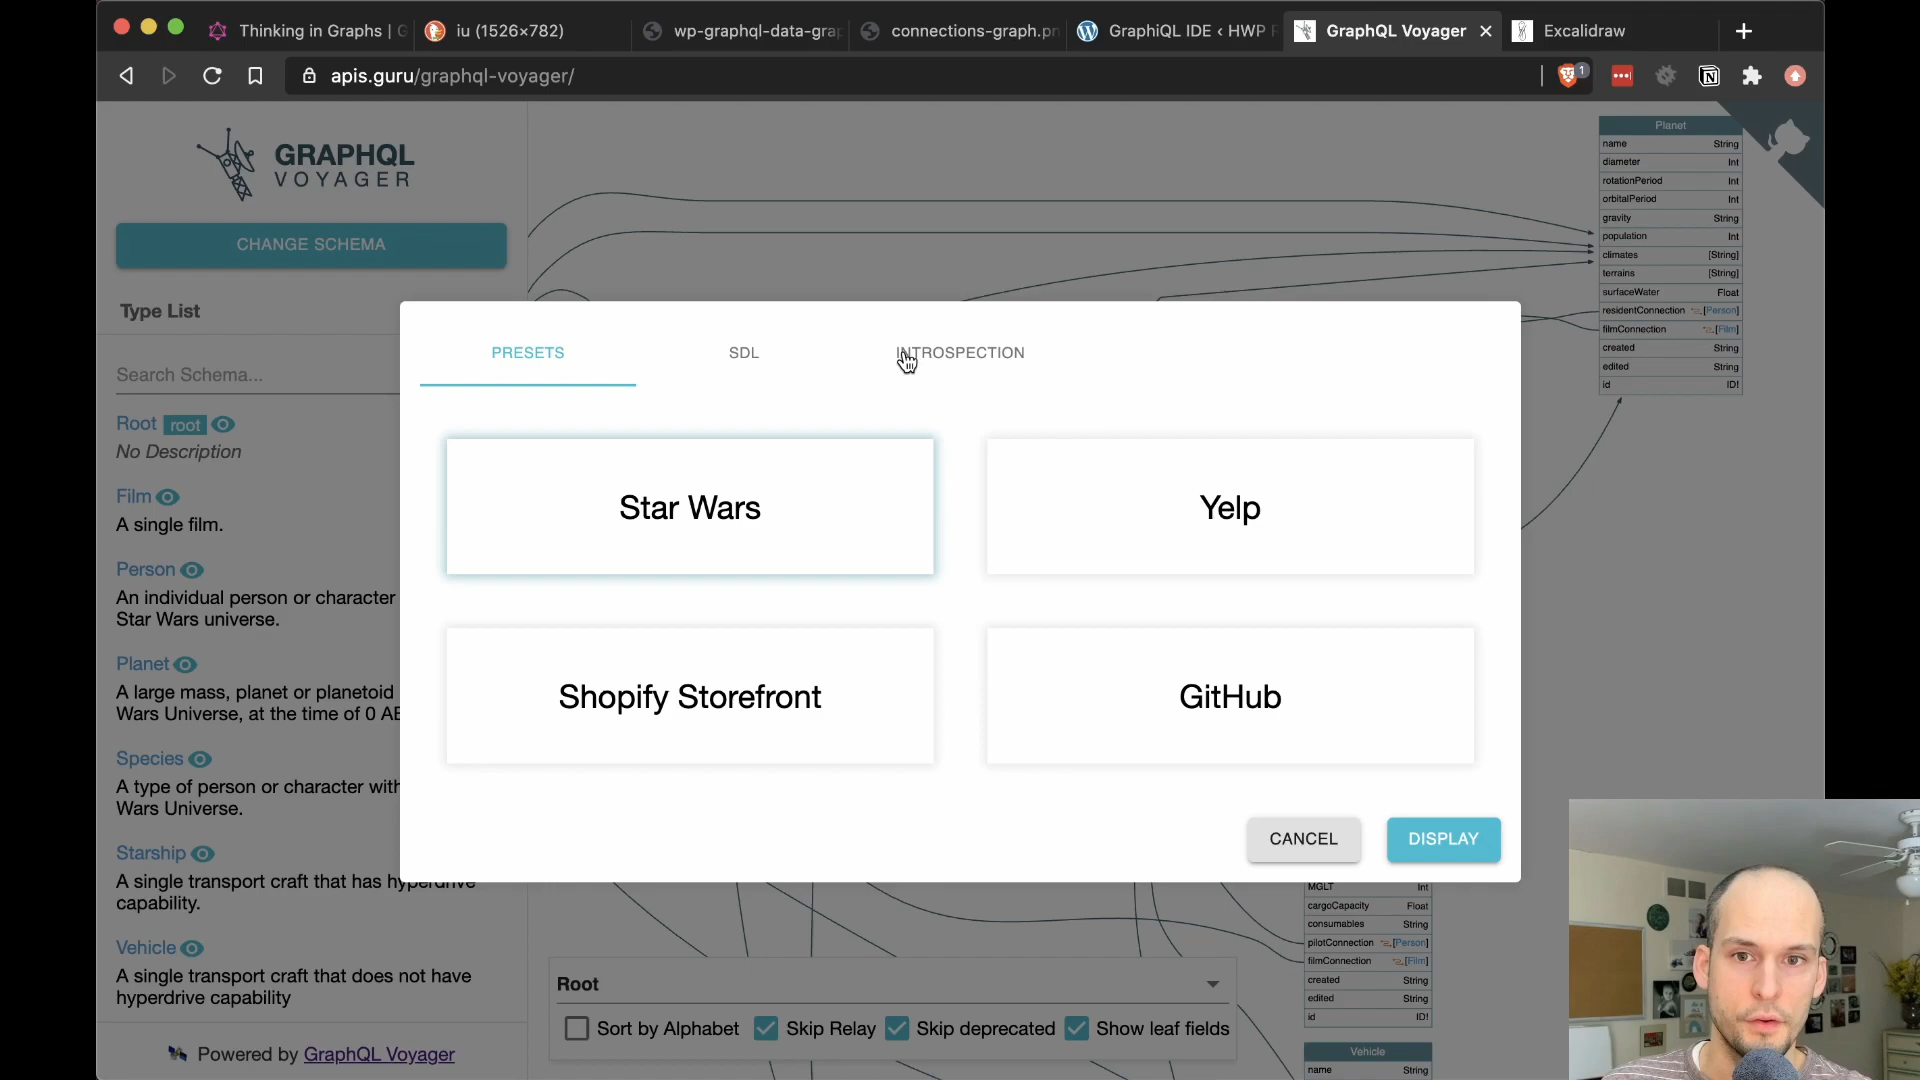 Thinking in Graphs | G
iu (1526×782)
wp-graphql-data-gra
connections-graph.pn
GraphiQL IDE ‹ HWP
GraphQL Voyager
Excalidraw
apis.guru/graphql-voyager/
1
GRAPHQL
VOYAGER
CHANGE SCHEMA
Type List
Search Schema...
Root root
No Description
Film
A single film.
Person
An individual person or character
Star Wars universe.
Planet
A large mass, planet or planetoid
Wars Universe, at the time of 0 AB
Species
A type of person or character with
Wars Universe.
Starship
A single transport craft that has hyperdrive
capability.
Vehicle
A single transport craft that does not have
hyperdrive capability
Powered by GraphQL Voyager
PRESETS
SDL
INTROSPECTION
Star Wars
Yelp
Shopify Storefront
GitHub
CANCEL
DISPLAY
Root
Sort by Alphabet
Skip Relay
Skip deprecated
Show leaf fields
Planet
name String
diameter Int
rotationPeriod Int
orbitalPeriod Int
gravity String
population Int
climates [String]
terrains [String]
surfaceWater Float
residentConnection [Person]
filmConnection [Film]
created String
edited String
id ID!
MGLT Int
cargoCapacity Float
consumables String
pilotConnection [Person]
filmConnection [Film]
created String
edited String
id ID!
Vehicle
name String